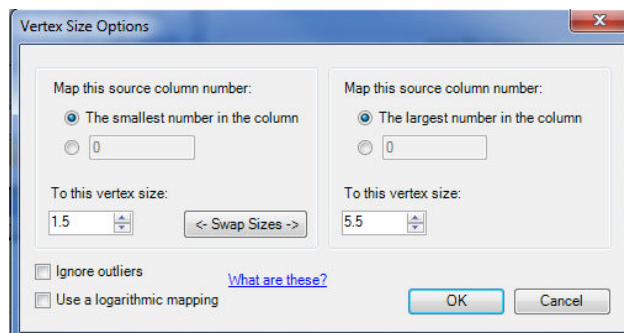 Vertex Size Options
Map this source column number:
The smallest number in the column
0
To this vertex size:
1.5
<- Swap Sizes ->
Map this source column number:
The largest number in the column
0
To this vertex size:
5.5
Ignore outliers
Use a logarithmic mapping
What are these?
OK
Cancel